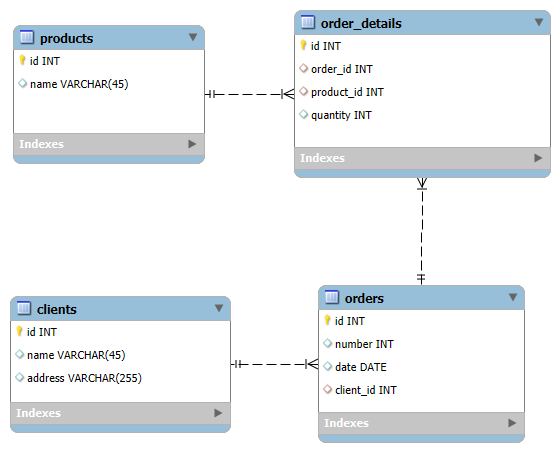 products
id INT
name VARCHAR(45)
Indexes
order_details
id INT
order_id INT
product_id INT
quantity INT
Indexes
clients
id INT
name VARCHAR(45)
address VARCHAR(255)
Indexes
orders
id INT
number INT
date DATE
client_id INT
Indexes